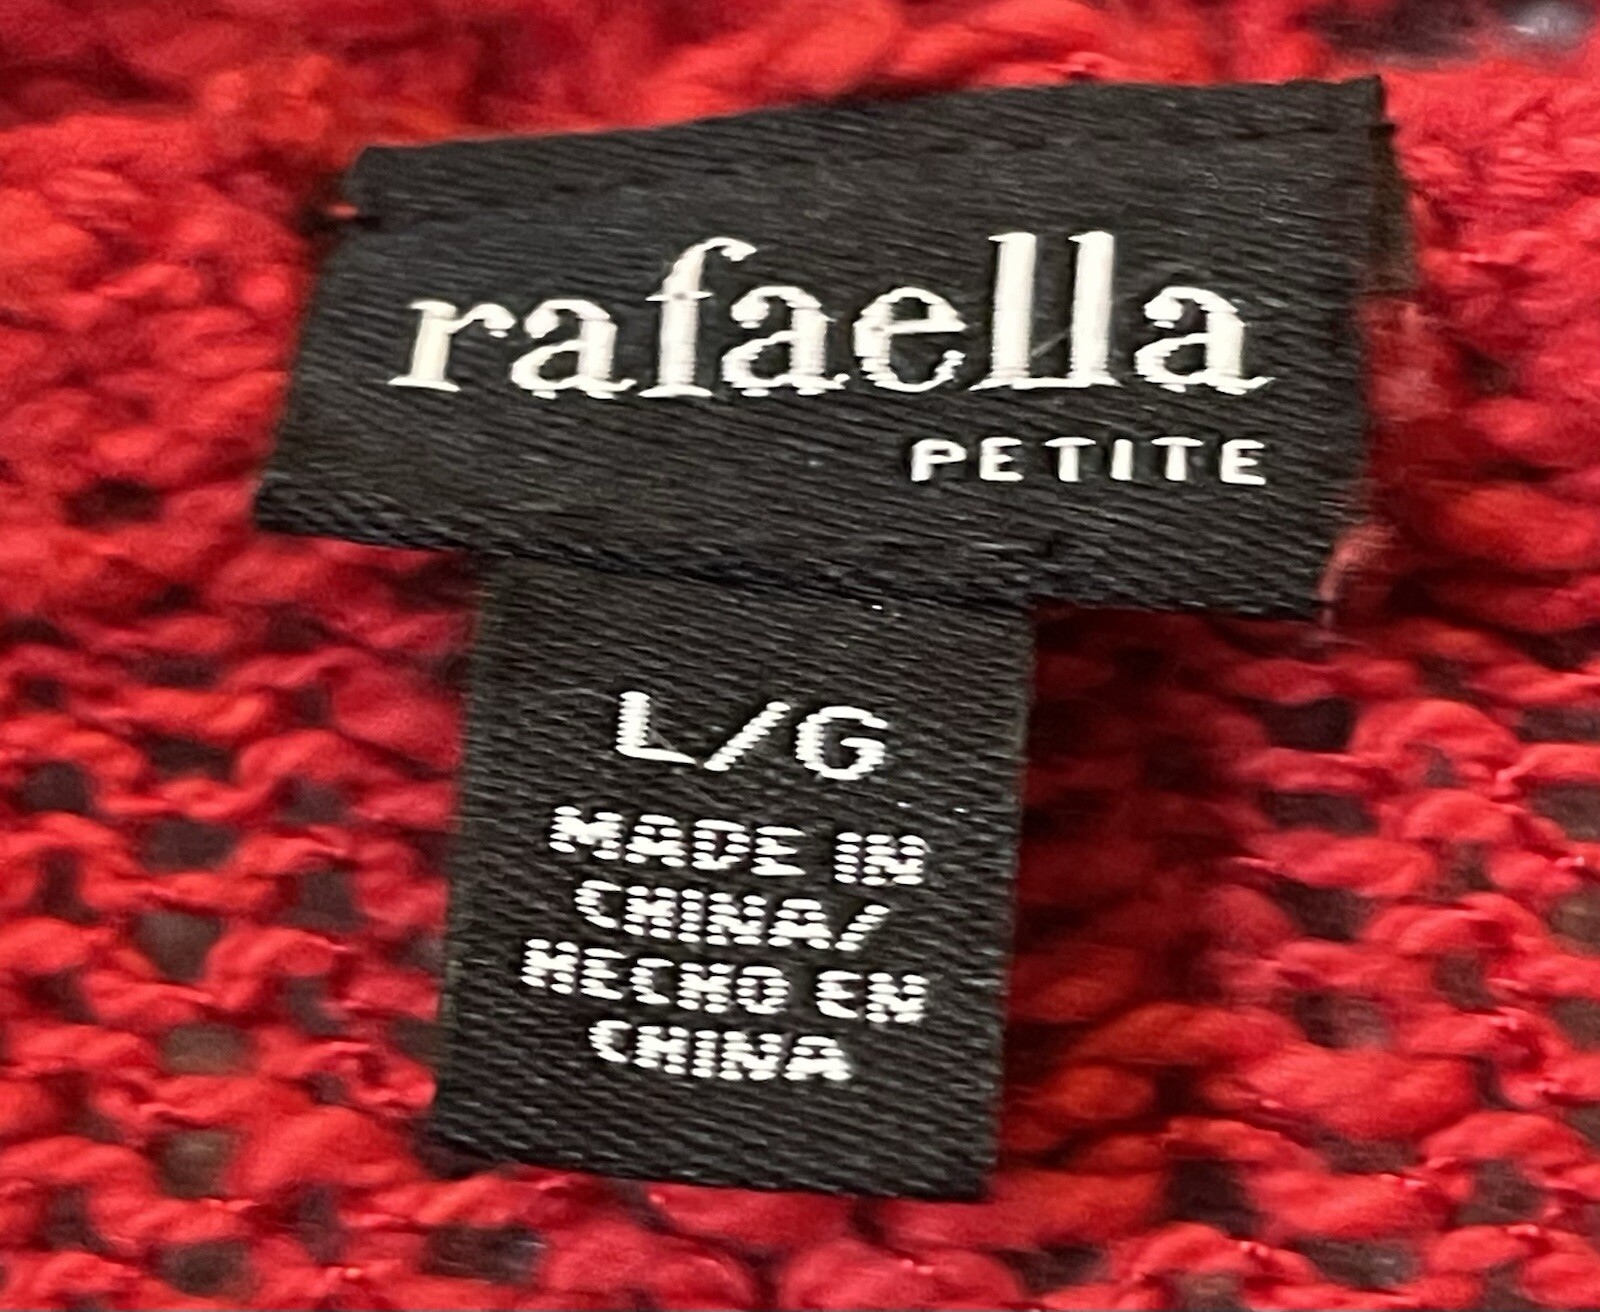 rafaella
PETITE
L/G
MADE IN
CHINA/
HECHO EN
CHINA